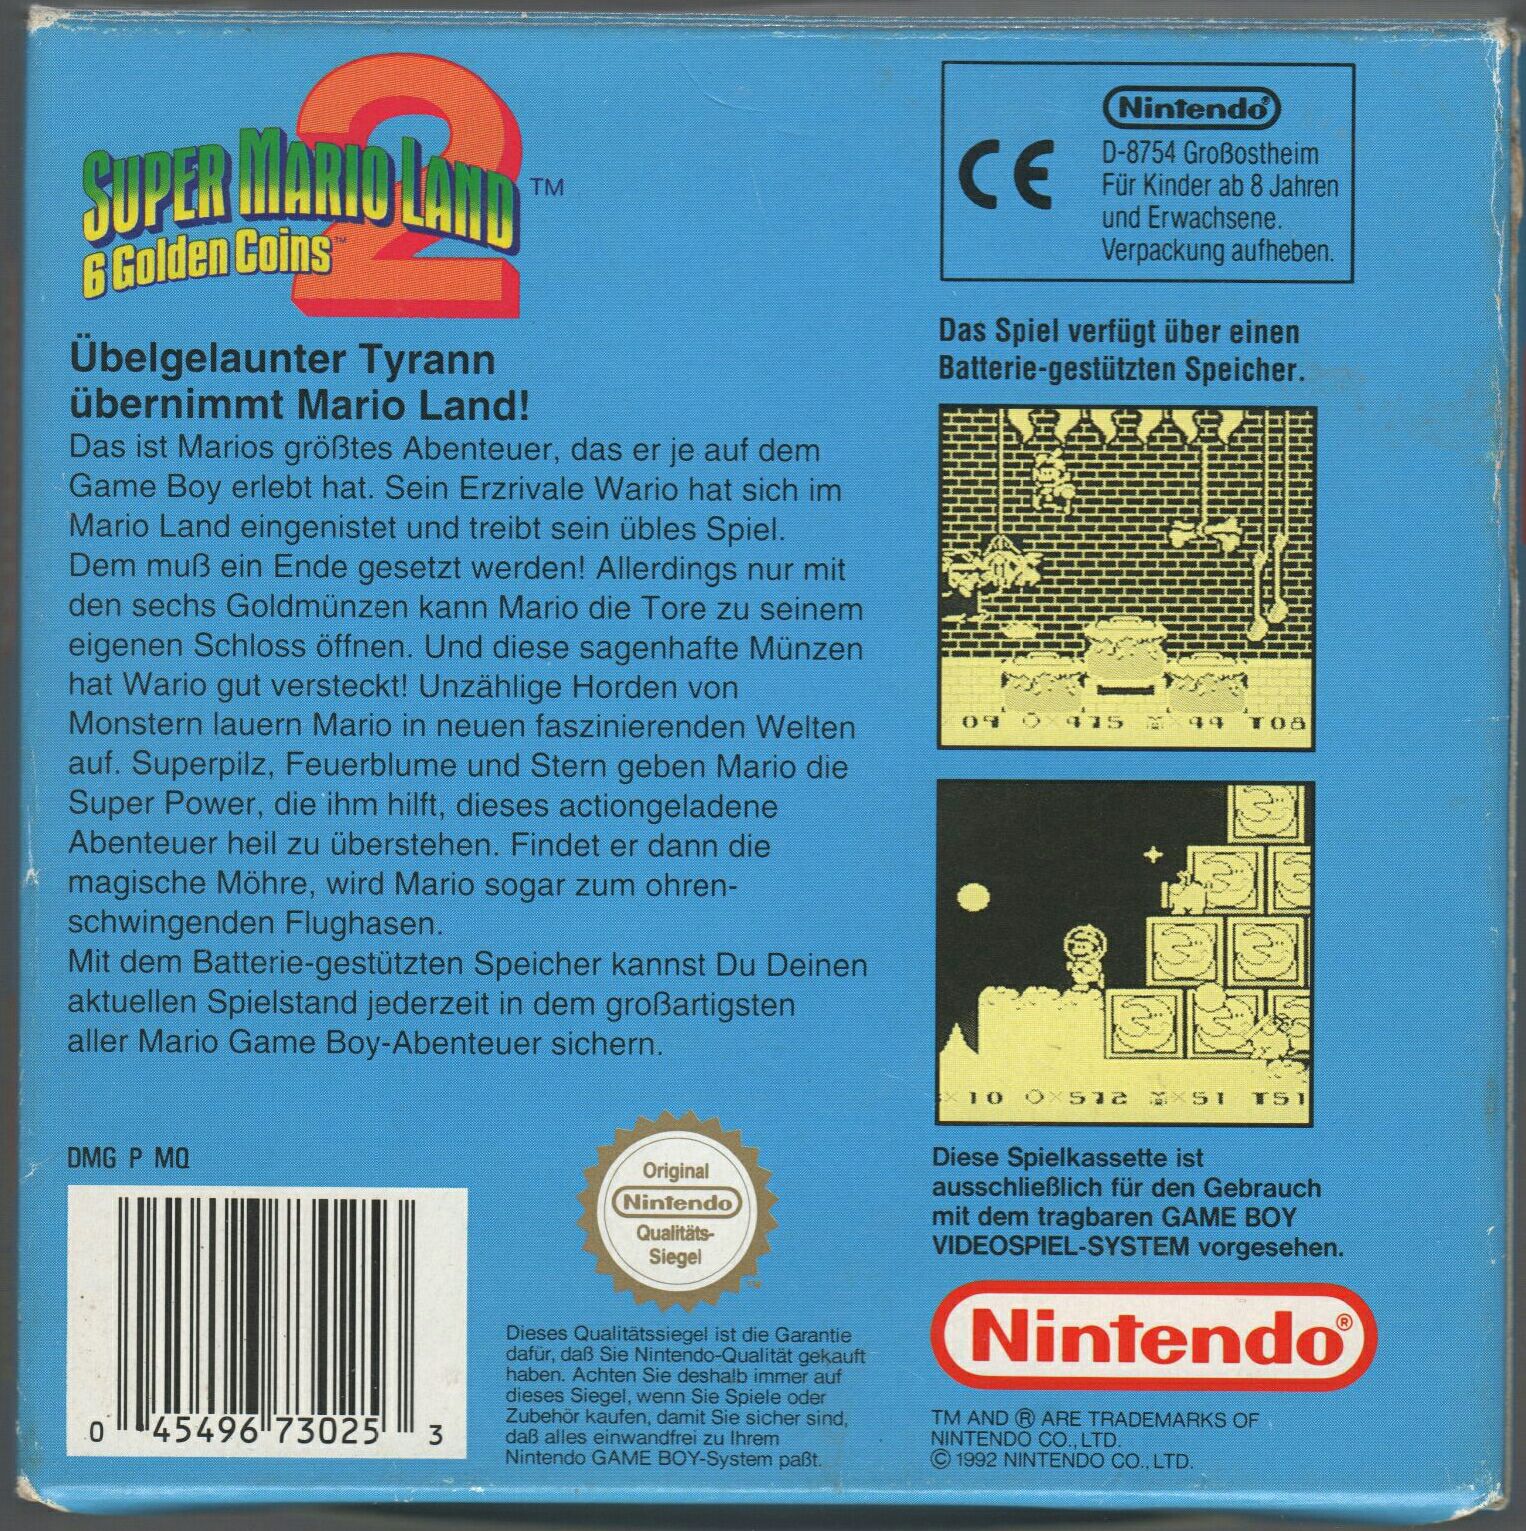 2
SUPER MARIO LAND TM
6 Golden Coins TM
Übelgelaunter Tyrann
übernimmt Mario Land!
Das ist Marios größtes Abenteuer, das er je auf dem
Game Boy erlebt hat. Sein Erzrivale Wario hat sich im
Mario Land eingenistet und treibt sein übles Spiel.
Dem muß ein Ende gesetzt werden! Allerdings nur mit
den sechs Goldmünzen kann Mario die Tore zu seinem
eigenen Schloss öffnen. Und diese sagenhafte Münzen
hat Wario gut versteckt! Unzählige Horden von
Monstern lauern Mario in neuen faszinierenden Welten
auf. Superpilz, Feuerblume und Stern geben Mario die
Super Power, die ihm hilft, dieses actiongeladene
Abenteuer heil zu überstehen. Findet er dann die
magische Möhre, wird Mario sogar zum ohren-
schwingenden Flughasen.
Mit dem Batterie-gestützten Speicher kannst Du Deinen
aktuellen Spielstand jederzeit in dem großartigsten
aller Mario Game Boy-Abenteuer sichern.
DMG P MQ
0 45496 73025 3
Original
Nintendo
Qualitäts-
Siegel
TM
Dieses Qualitätssiegel ist die Garantie
dafür, daß Sie Nintendo-Qualität gekauft
haben. Achten Sie deshalb immer auf
dieses Siegel, wenn Sie Spiele oder
Zubehör kaufen, damit Sie sicher sind,
daß alles einwandfrei zu Ihrem
Nintendo GAME BOY-System paßt.
CE
Nintendo®
D-8754 Großostheim
Für Kinder ab 8 Jahren
und Erwachsene.
Verpackung aufheben.
Das Spiel verfügt über einen
Batterie-gestützten Speicher.
×09 ×475 ×44 T08
×10 ×512 ×51 T51
Diese Spielkassette ist
ausschließlich für den Gebrauch
mit dem tragbaren GAME BOY
VIDEOSPIEL-SYSTEM vorgesehen.
Nintendo®
TM AND ® ARE TRADEMARKS OF
NINTENDO CO., LTD.
© 1992 NINTENDO CO., LTD.